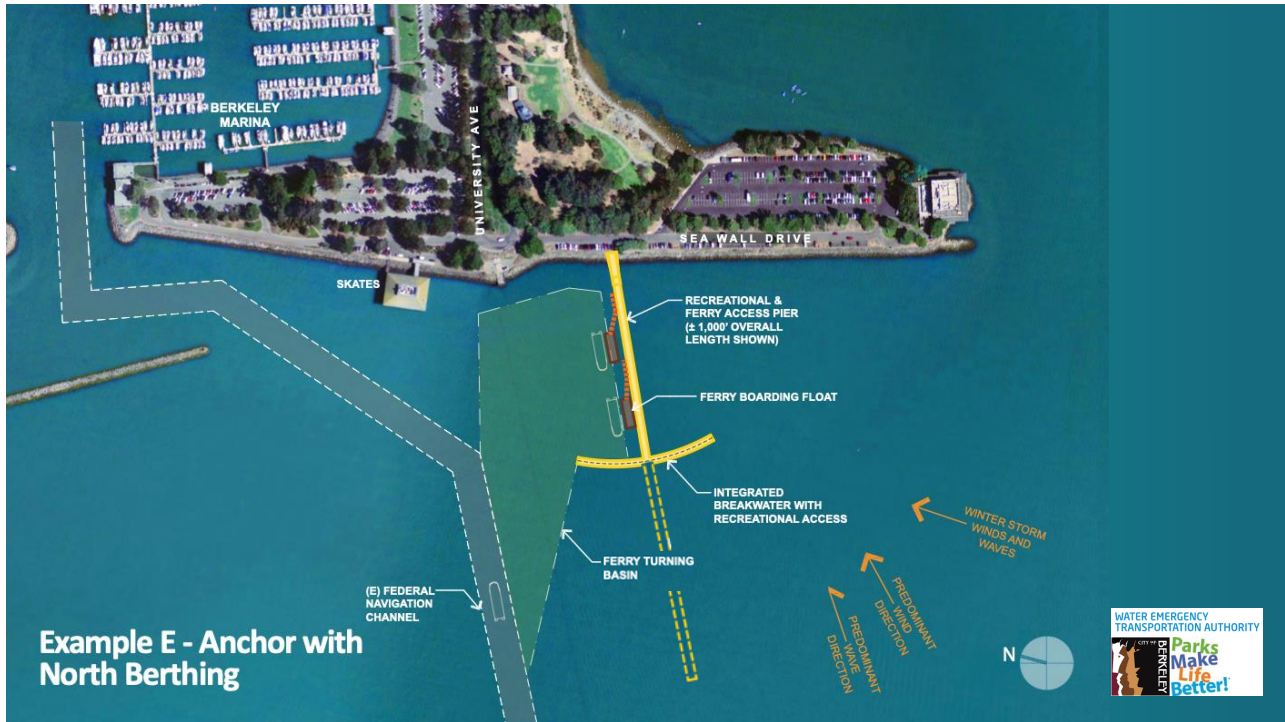 BERKELEY
MARINA
UNIVERSITY AVE
SEA WALL DRIVE
SKATES
RECREATIONAL &
FERRY ACCESS PIER
(± 1,000' OVERALL
LENGTH SHOWN)
FERRY BOARDING FLOAT
INTEGRATED
BREAKWATER WITH
RECREATIONAL ACCESS
WINTER STORM
WINDS AND
WAVES
FERRY TURNING
BASIN
(E) FEDERAL
NAVIGATION
CHANNEL
PREDOMINANT
WIND
DIRECTION
PREDOMINANT
WAVE
DIRECTION
N
Example E - Anchor with
North Berthing
WATER EMERGENCY
TRANSPORTATION AUTHORITY
CITY OF
BERKELEY
Parks
Make
Life
Better!